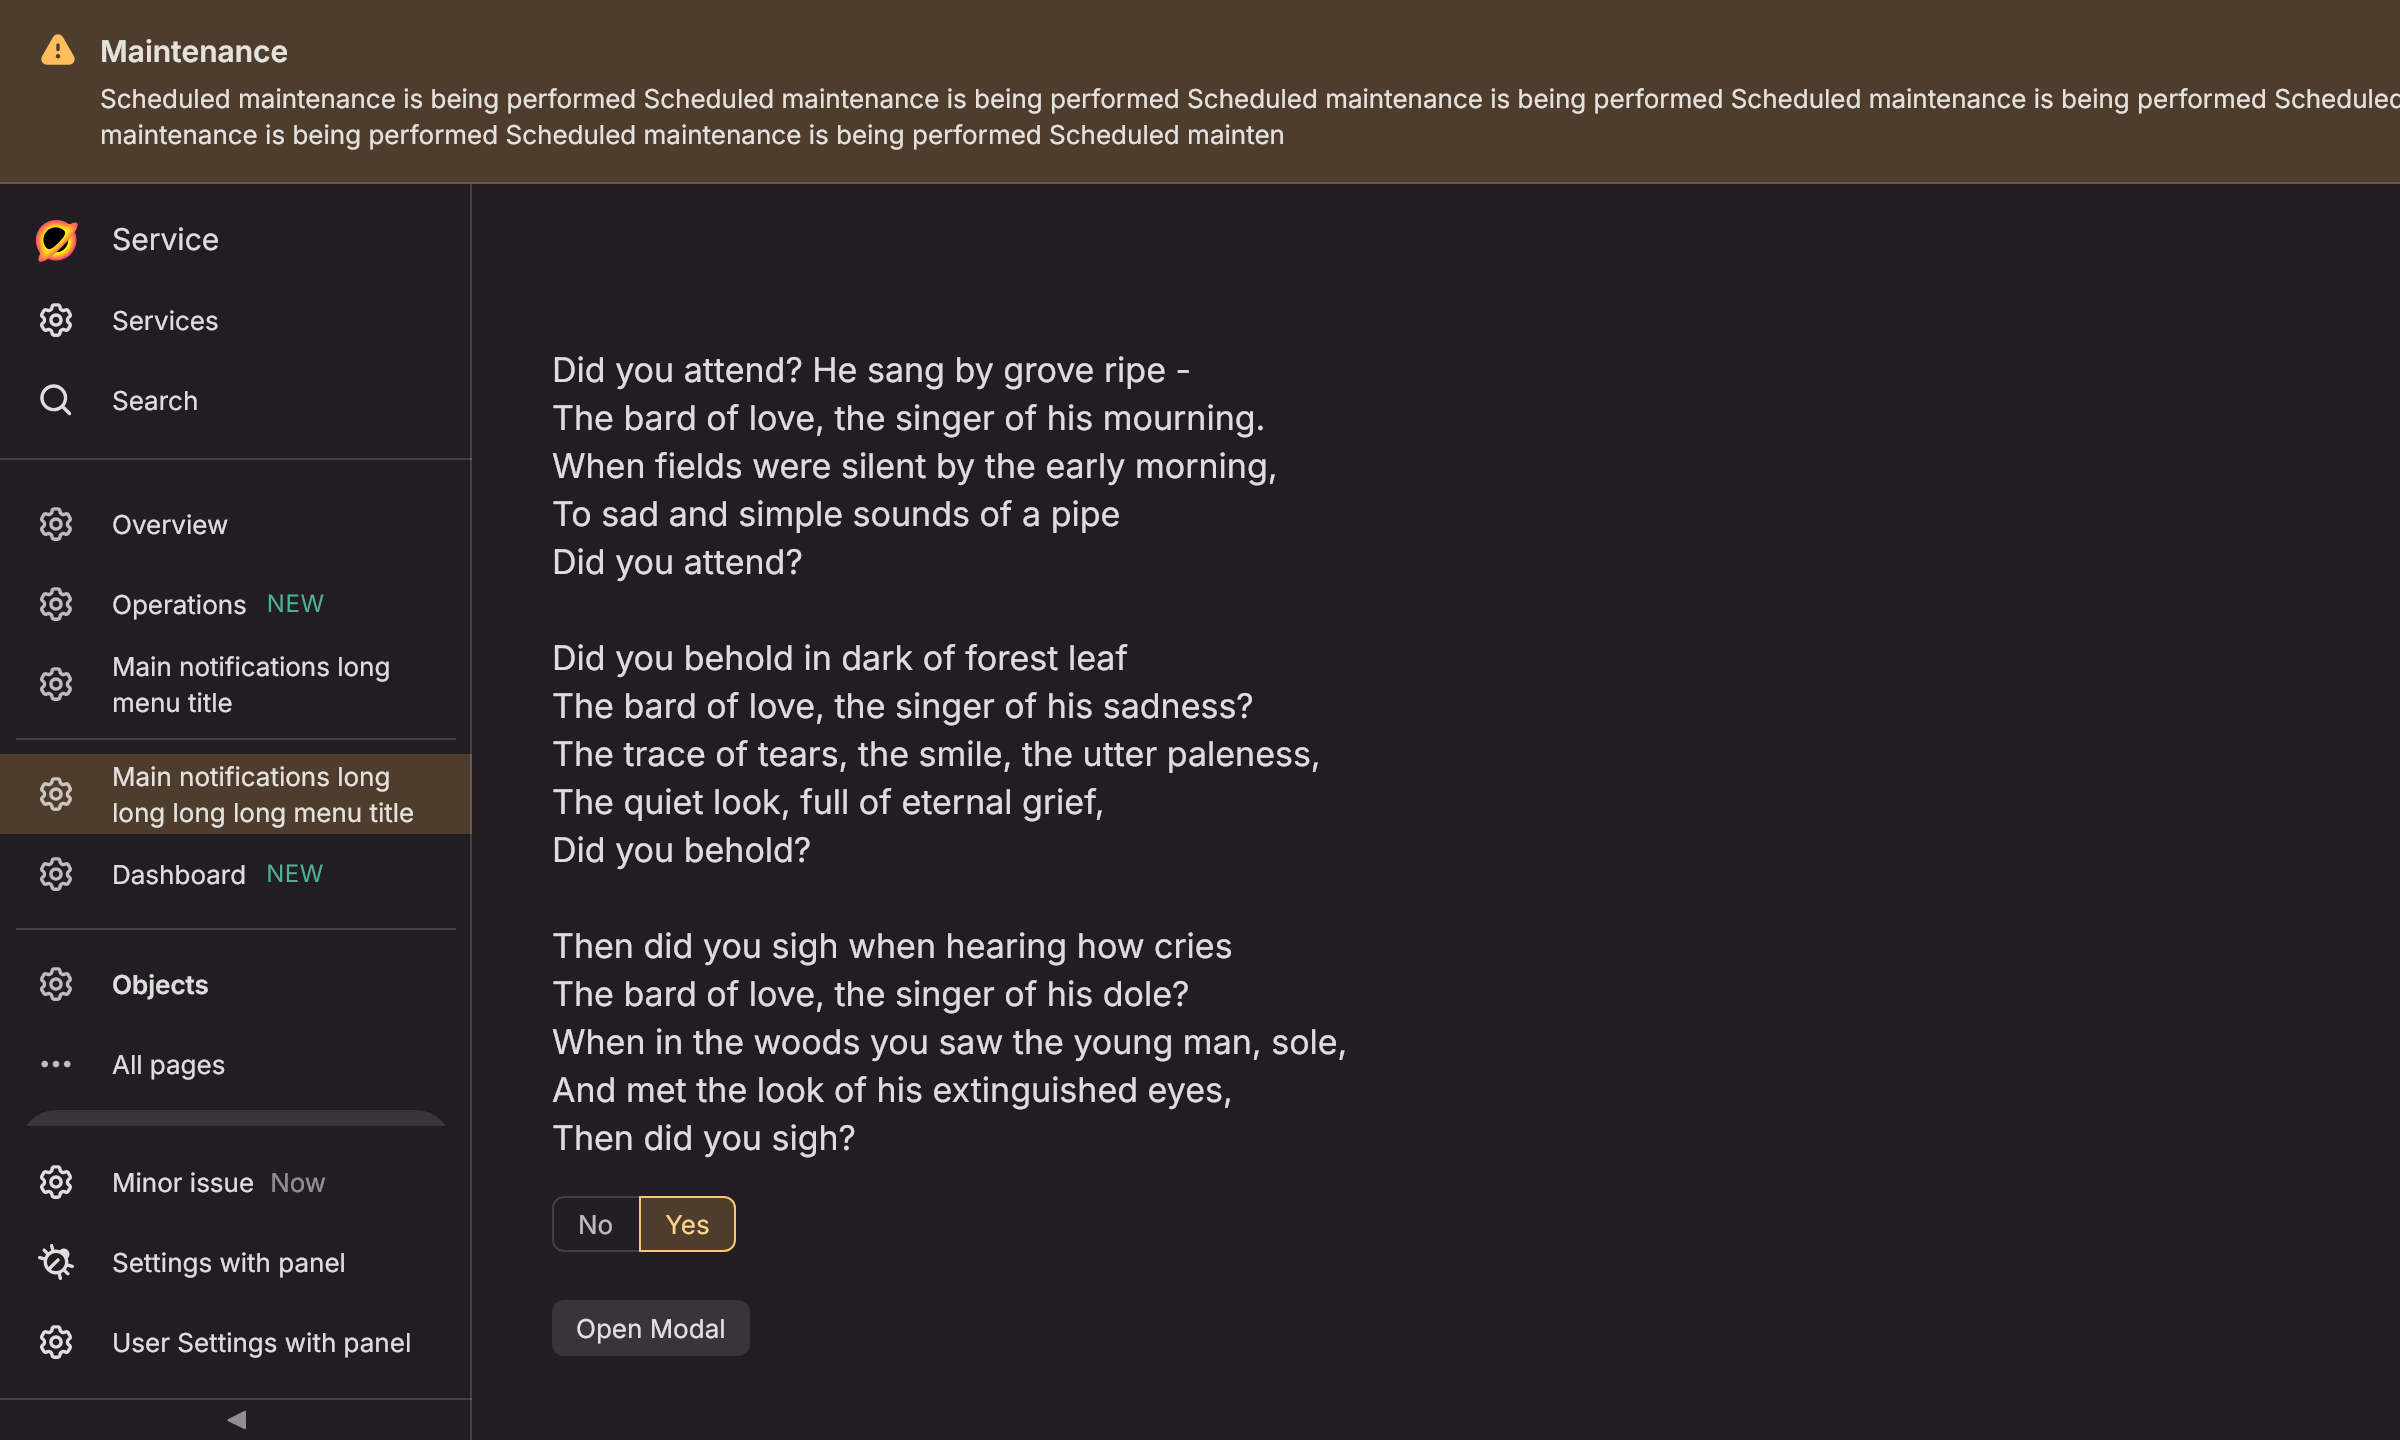 Maintenance
Scheduled maintenance is being performed Scheduled maintenance is being performed Scheduled maintenance is being performed Scheduled maintenance is being performed Scheduled
maintenance is being performed Scheduled maintenance is being performed Scheduled mainten
Service
Services
Search
Overview
Operations NEW
Main notifications long
menu title
Main notifications long
long long long menu title
Dashboard NEW
Objects
All pages
Minor issue Now
Settings with panel
User Settings with panel
Did you attend? He sang by grove ripe -
The bard of love, the singer of his mourning.
When fields were silent by the early morning,
To sad and simple sounds of a pipe
Did you attend?
Did you behold in dark of forest leaf
The bard of love, the singer of his sadness?
The trace of tears, the smile, the utter paleness,
The quiet look, full of eternal grief,
Did you behold?
Then did you sigh when hearing how cries
The bard of love, the singer of his dole?
When in the woods you saw the young man, sole,
And met the look of his extinguished eyes,
Then did you sigh?
No Yes
Open Modal